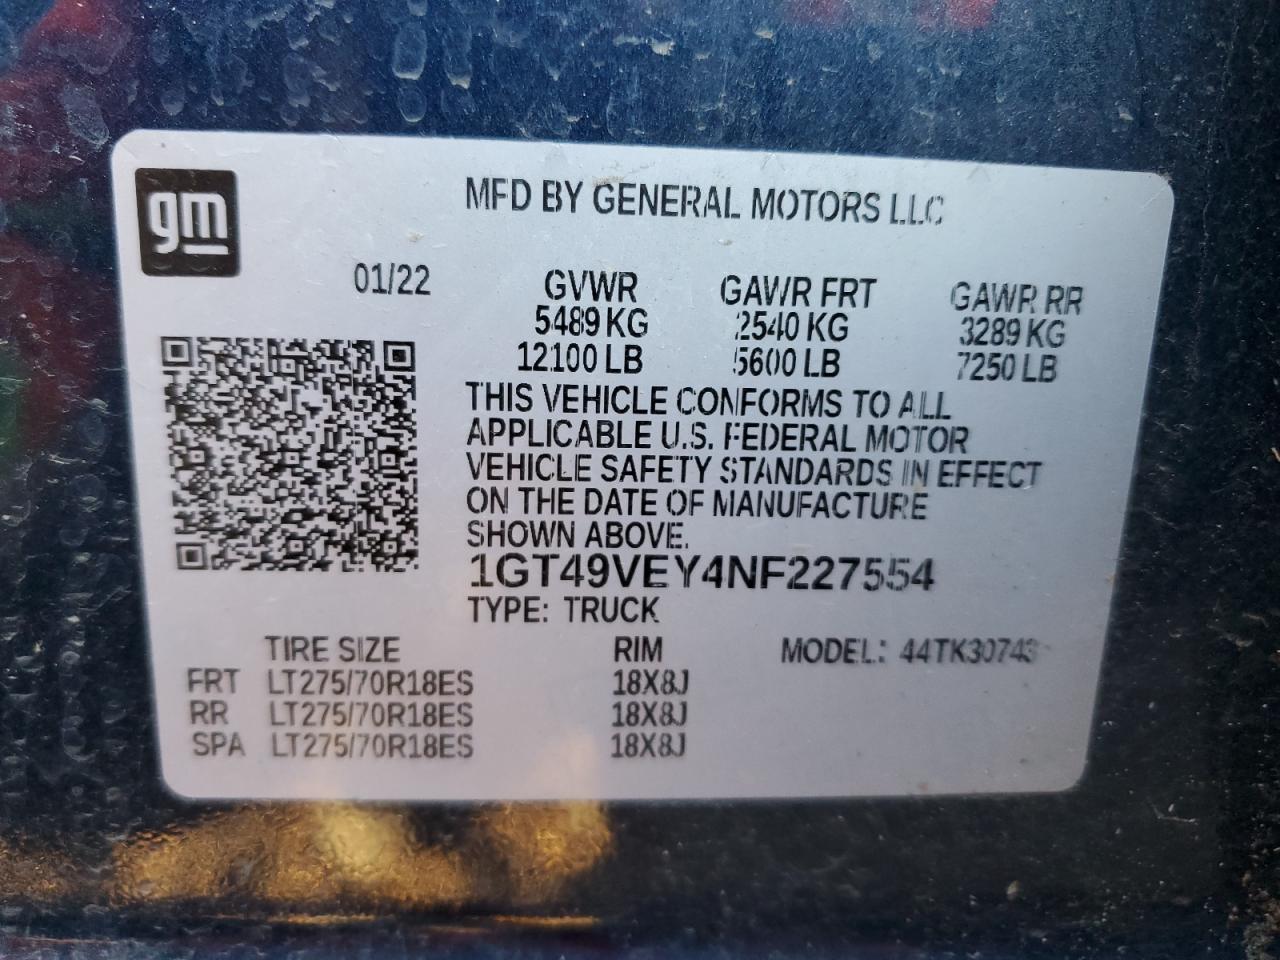 gm
MFD BY GENERAL MOTORS LLC
01/22
GVWR GAWR FRT GAWR RR
5489 KG 2540 KG 3289 KG
12100 LB 5600 LB 7250 LB
THIS VEHICLE CONFORMS TO ALL
APPLICABLE U.S. FEDERAL MOTOR
VEHICLE SAFETY STANDARDS IN EFFECT
ON THE DATE OF MANUFACTURE
SHOWN ABOVE.
1GT49VEY4NF227554
TYPE: TRUCK
TIRE SIZE RIM MODEL: 44TK30743
FRT LT275/70R18ES 18X8J
RR LT275/70R18ES 18X8J
SPA LT275/70R18ES 18X8J